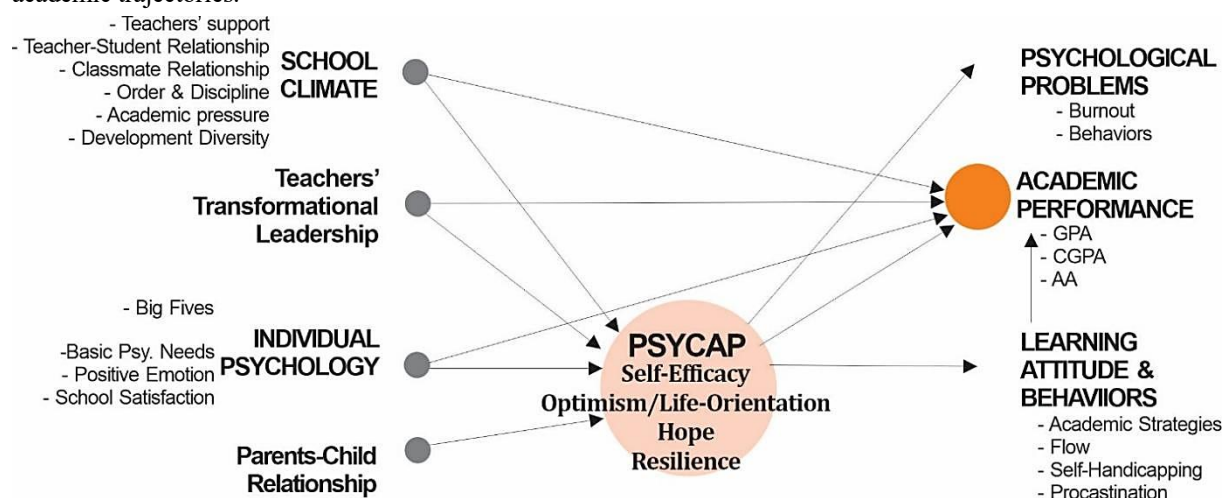 academic trajectories.
- Teachers' support
- Teacher-Student Relationship
- Classmate Relationship
- Order & Discipline
- Academic pressure
- Development Diversity
SCHOOL
CLIMATE
Teachers'
Transformational
Leadership
- Big Fives
-Basic Psy. Needs
- Positive Emotion
- School Satisfaction
INDIVIDUAL
PSYCHOLOGY
Parents-Child
Relationship
PSYCAP
Self-Efficacy
Optimism/Life-Orientation
Hope
Resilience
PSYCHOLOGICAL
PROBLEMS
- Burnout
- Behaviors
ACADEMIC
PERFORMANCE
- GPA
- CGPA
- AA
LEARNING
ATTITUDE &
BEHAVIIORS
- Academic Strategies
- Flow
- Self-Handicapping
- Procastination